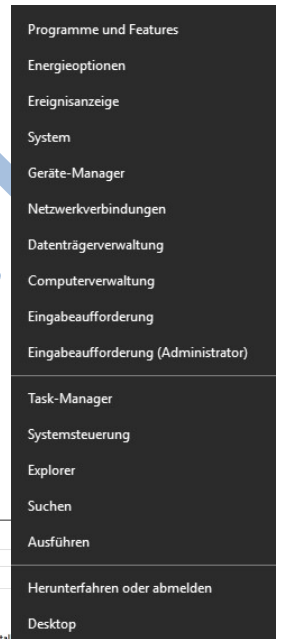 Programme und Features
Energieoptionen
Ereignisanzeige
System
Geräte-Manager
Netzwerkverbindungen
Datenträgerverwaltung
Computerverwaltung
Eingabeaufforderung
Eingabeaufforderung (Administrator)
Task-Manager
Systemsteuerung
Explorer
Suchen
Ausführen
Herunterfahren oder abmelden
Desktop